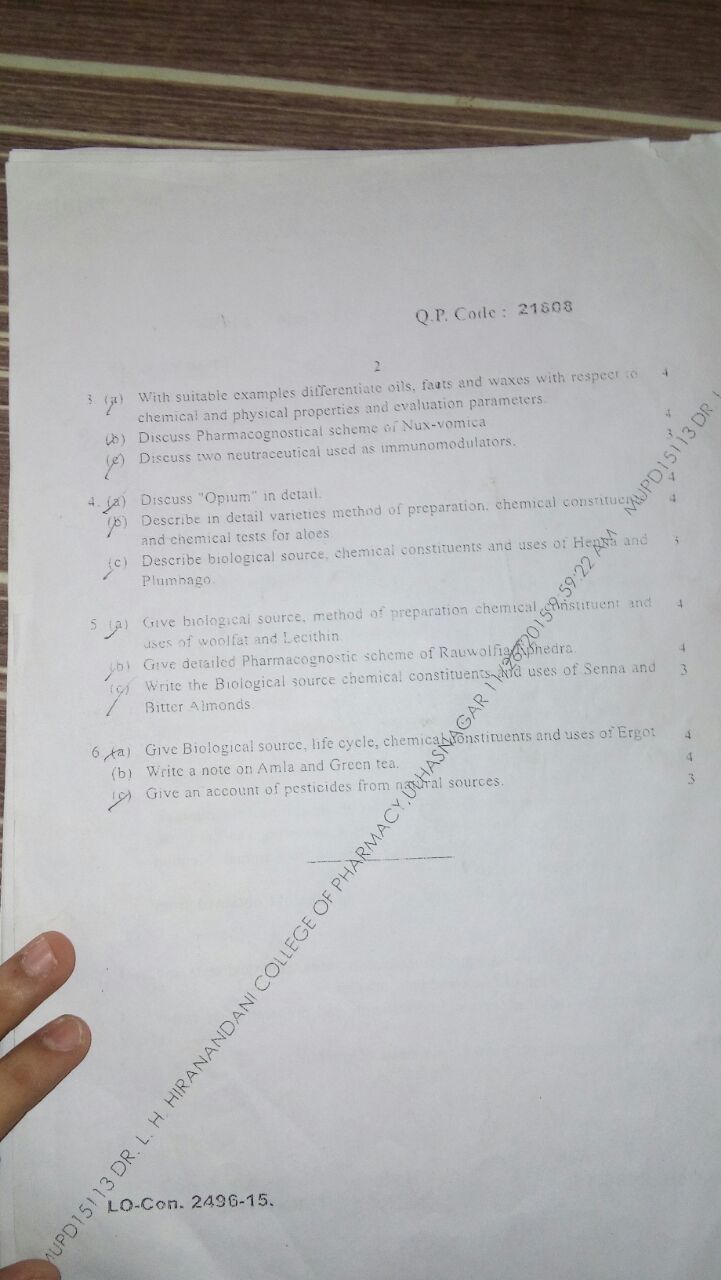 Q.P. Code : 21608
2
3. (a) With suitable examples differentiate oils, fauts and waxes with respect to 4
chemical and physical properties and evaluation parameters.
(b) Discuss Pharmacognostical scheme of Nux-vomica 4
(c) Discuss two neutraceutical used as immunomodulators. 3
4. (a) Discuss "Opium" in detail. 4
(b) Describe in detail varieties method of preparation, chemical constituent 4
and chemical tests for aloes
(c) Describe biological source, chemical constituents and uses of Henna and 3
Plumbago.
5 (a) Give biological source, method of preparation chemical constituent and 4
uses of woolfat and Lecithin.
(b) Give detailed Pharmacognostic scheme of Rauwolfia Ephedra. 4
(c) Write the Biological source chemical constituents and uses of Senna and 3
Bitter Almonds.
6 (a) Give Biological source, life cycle, chemical constituents and uses of Ergot 4
(b) Write a note on Amla and Green tea. 4
(c) Give an account of pesticides from natural sources. 3
MUPD15113 DR. L. H. HIRANANDANI COLLEGE OF PHARMACY, ULHASNAGAR 9:59:22 AM MUPD15113 DR.
LO-Con. 2496-15.